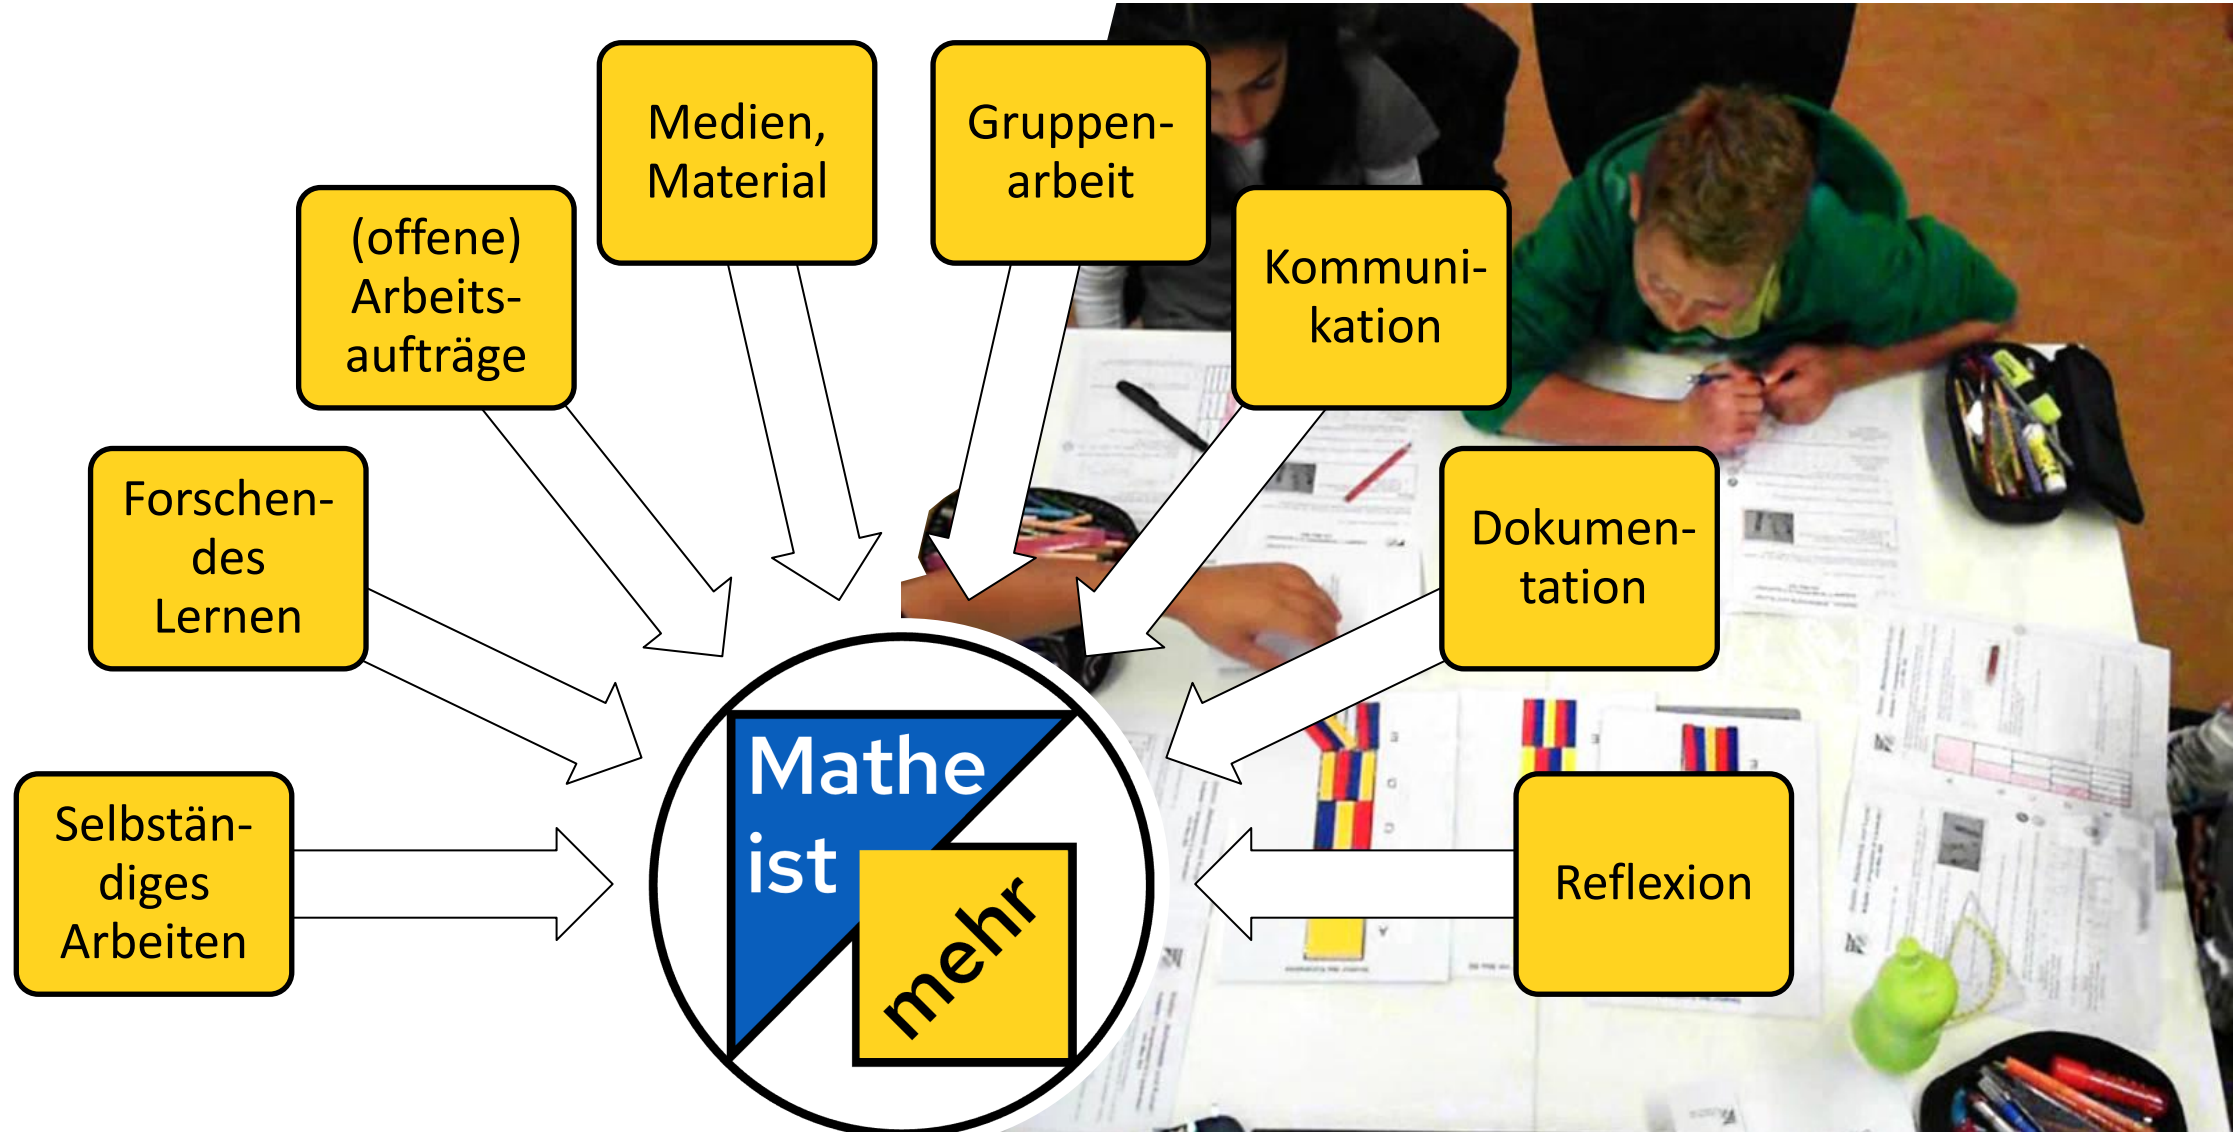 Medien,
Material
Gruppen-
arbeit
(offene)
Arbeits-
aufträge
Kommuni-
kation
Forschen-
des
Lernen
Dokumen-
tation
Selbstän-
diges
Arbeiten
Reflexion
Mathe
ist
mehr